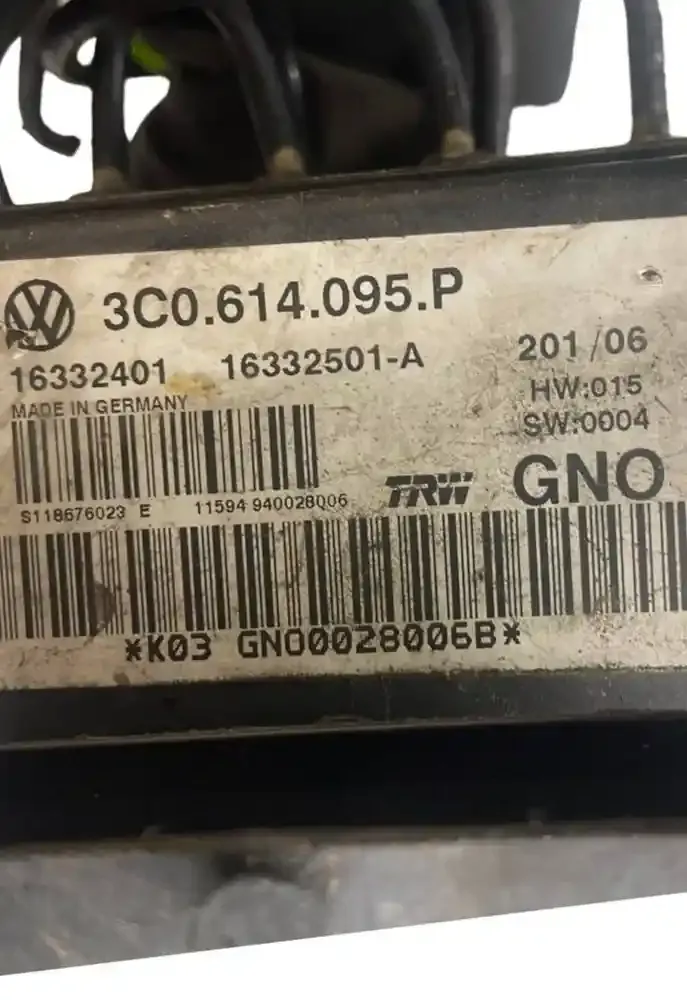 3C0.614.095.P
16332401 16332501-A 201/06
MADE IN GERMANY HW:015
SW:0004
S118676023 E 11594 940028006 TRW GNO
*K03 GNO0028006B*